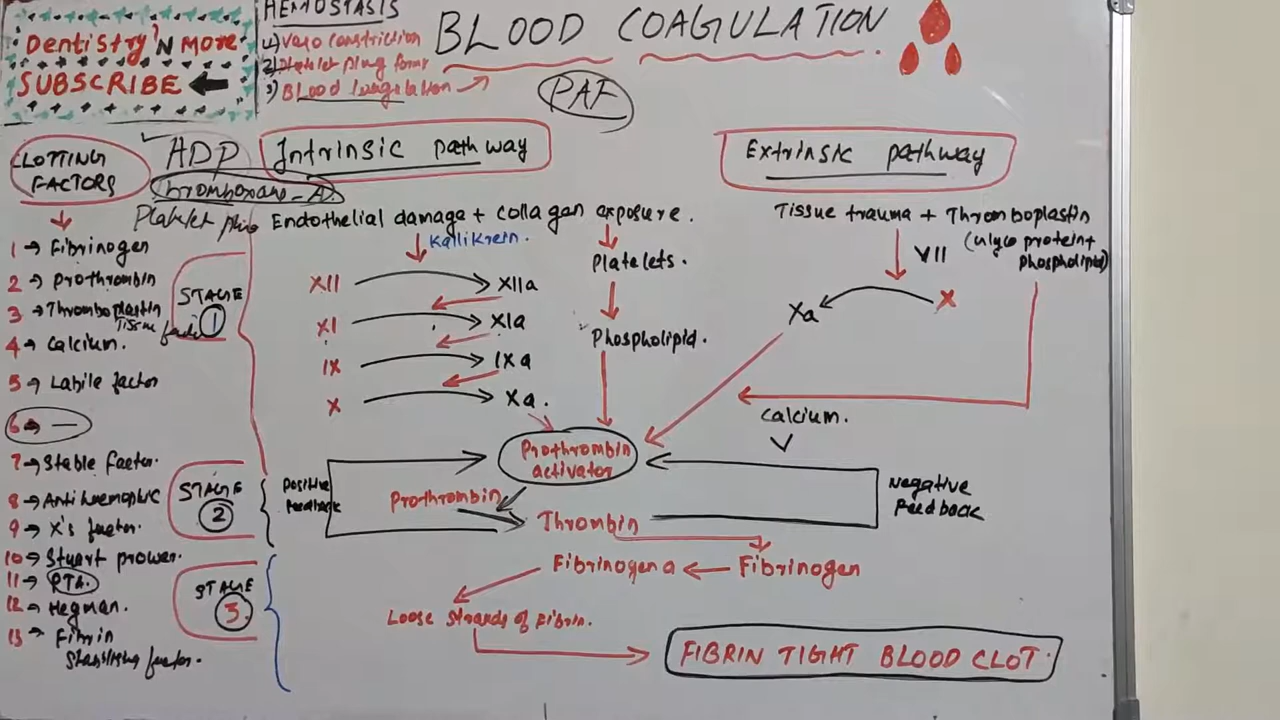 Dentistry'N more
SUBSCRIBE
HEMOSTASIS
1) Vaso constriction
2) Platelet plug form
3) Blood Coagulation
BLOOD COAGULATION
PAF
CLOTTING FACTORS
1 → Fibrinogen
2 → Prothrombin
3 → Thromboplastin
Tissue factor
4 → Calcium.
5 → Labile factor
6 → —
7 → Stable factor.
8 → Anti haemophlic
9 → X's factor.
10 → Stuart prower.
11 → PTA.
12 → Hegman.
13 → Fibrin
Stablising factor.
ADP
Thromboxane-A
Platelet plug
STAGE 1
STAGE 2
STAGE 3
Intrinsic pathway
Endothelial damage + collagen exposure.
Kallikrein.
XII XIIa
XI XIa
IX IXa
X Xa.
Platelets.
Phospholipid.
Extrinsic pathway
Tissue trauma + Thromboplastin
(Glyco protein +
phospholipid)
VII
Xa X
Calcium.
V
Prothrombin
activator
Positive
Feedback
Negative
Feedback
Prothrombin
Thrombin
Fibrinogen a Fibrinogen
Loose strands of Fibrin.
FIBRIN TIGHT BLOOD CLOT.